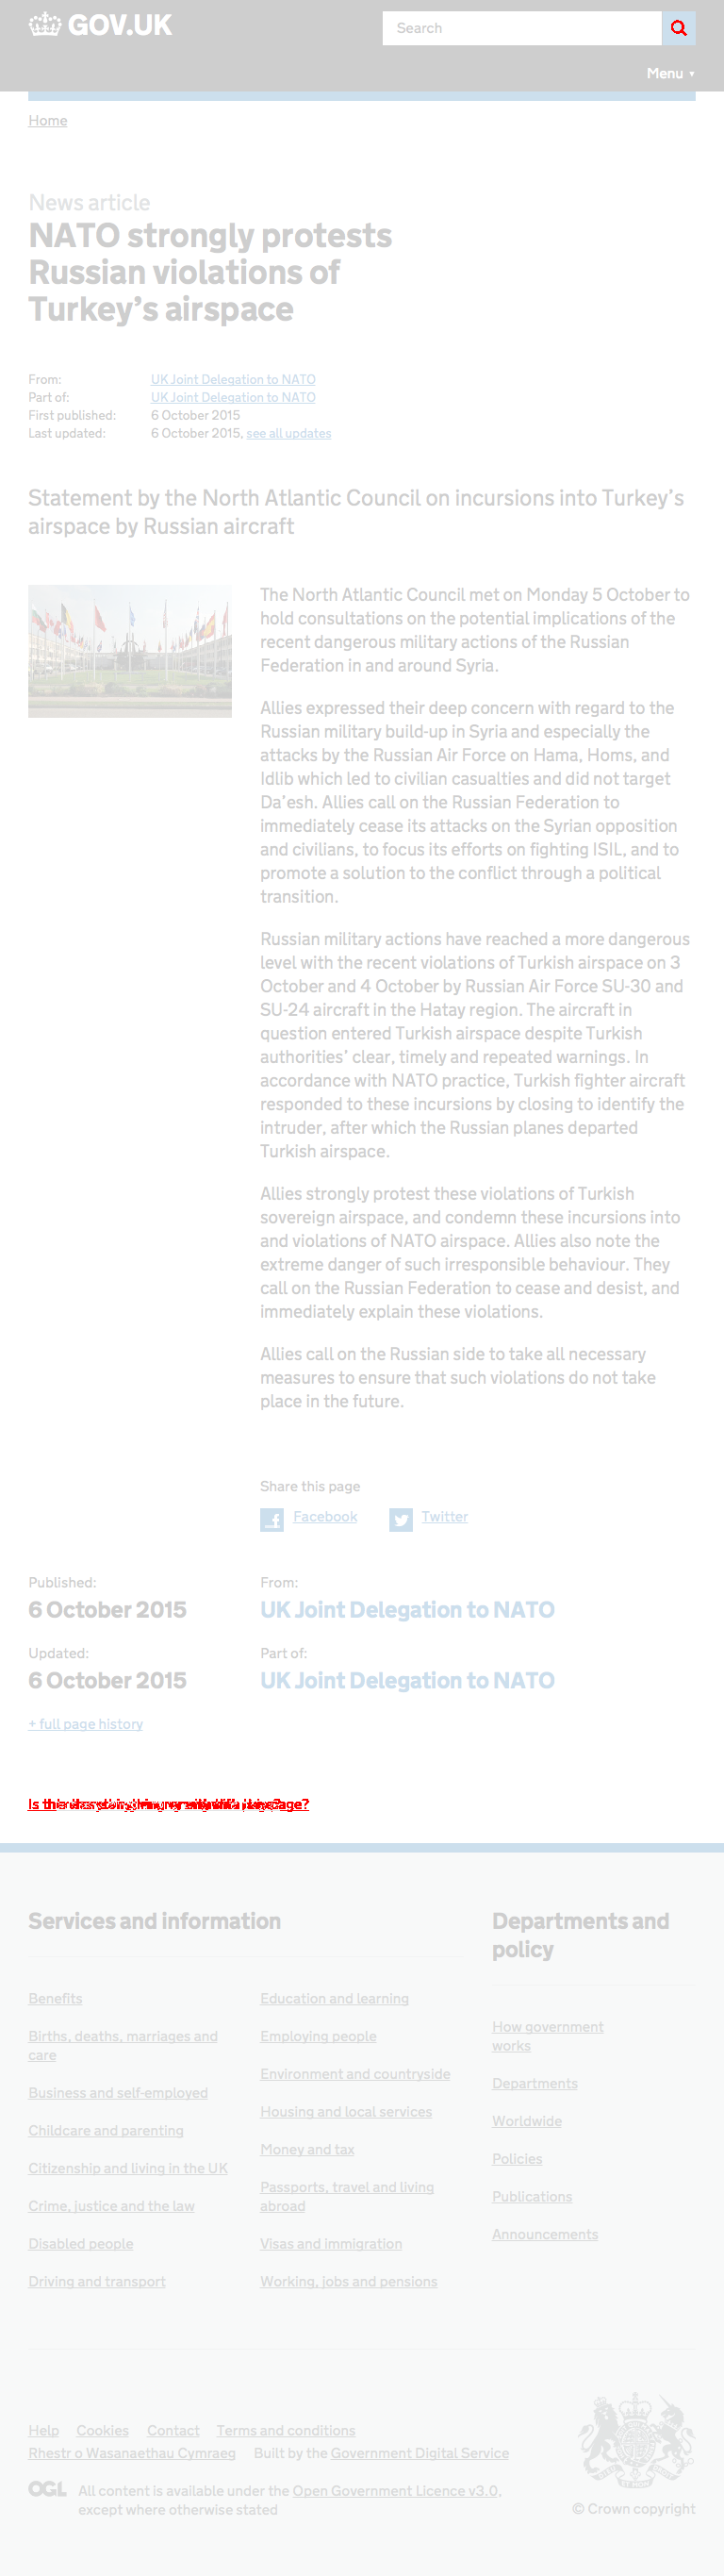 GOV.UK
Search
Menu ▼
Home
News article
NATO strongly protests
Russian violations of
Turkey’s airspace
From: UK Joint Delegation to NATO
Part of: UK Joint Delegation to NATO
First published: 6 October 2015
Last updated: 6 October 2015, see all updates
Statement by the North Atlantic Council on incursions into Turkey’s
airspace by Russian aircraft
The North Atlantic Council met on Monday 5 October to
hold consultations on the potential implications of the
recent dangerous military actions of the Russian
Federation in and around Syria.
Allies expressed their deep concern with regard to the
Russian military build-up in Syria and especially the
attacks by the Russian Air Force on Hama, Homs, and
Idlib which led to civilian casualties and did not target
Da’esh. Allies call on the Russian Federation to
immediately cease its attacks on the Syrian opposition
and civilians, to focus its efforts on fighting ISIL, and to
promote a solution to the conflict through a political
transition.
Russian military actions have reached a more dangerous
level with the recent violations of Turkish airspace on 3
October and 4 October by Russian Air Force SU-30 and
SU-24 aircraft in the Hatay region. The aircraft in
question entered Turkish airspace despite Turkish
authorities’ clear, timely and repeated warnings. In
accordance with NATO practice, Turkish fighter aircraft
responded to these incursions by closing to identify the
intruder, after which the Russian planes departed
Turkish airspace.
Allies strongly protest these violations of Turkish
sovereign airspace, and condemn these incursions into
and violations of NATO airspace. Allies also note the
extreme danger of such irresponsible behaviour. They
call on the Russian Federation to cease and desist, and
immediately explain these violations.
Allies call on the Russian side to take all necessary
measures to ensure that such violations do not take
place in the future.
Share this page
Facebook Twitter
Published: From:
6 October 2015 UK Joint Delegation to NATO
Updated: Part of:
6 October 2015 UK Joint Delegation to NATO
+ full page history
Services and information
Benefits
Births, deaths, marriages and
care
Business and self-employed
Childcare and parenting
Citizenship and living in the UK
Crime, justice and the law
Disabled people
Driving and transport
Education and learning
Employing people
Environment and countryside
Housing and local services
Money and tax
Passports, travel and living
abroad
Visas and immigration
Working, jobs and pensions
Departments and
policy
How government
works
Departments
Worldwide
Policies
Publications
Announcements
Help Cookies Contact Terms and conditions
Rhestr o Wasanaethau Cymraeg Built by the Government Digital Service
OGL All content is available under the Open Government Licence v3.0,
except where otherwise stated
© Crown copyright